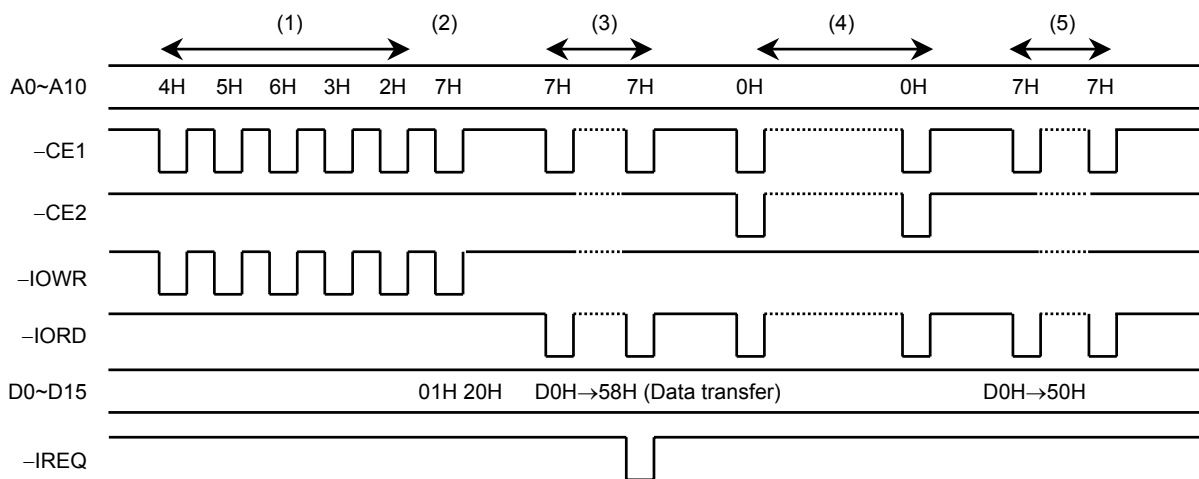 (1) (2) (3) (4) (5)
A0~A10 4H 5H 6H 3H 2H 7H 7H 7H 0H 0H 7H 7H
–CE1
–CE2
–IOWR
–IORD
D0~D15 01H 20H D0H→58H (Data transfer) D0H→50H
–IREQ